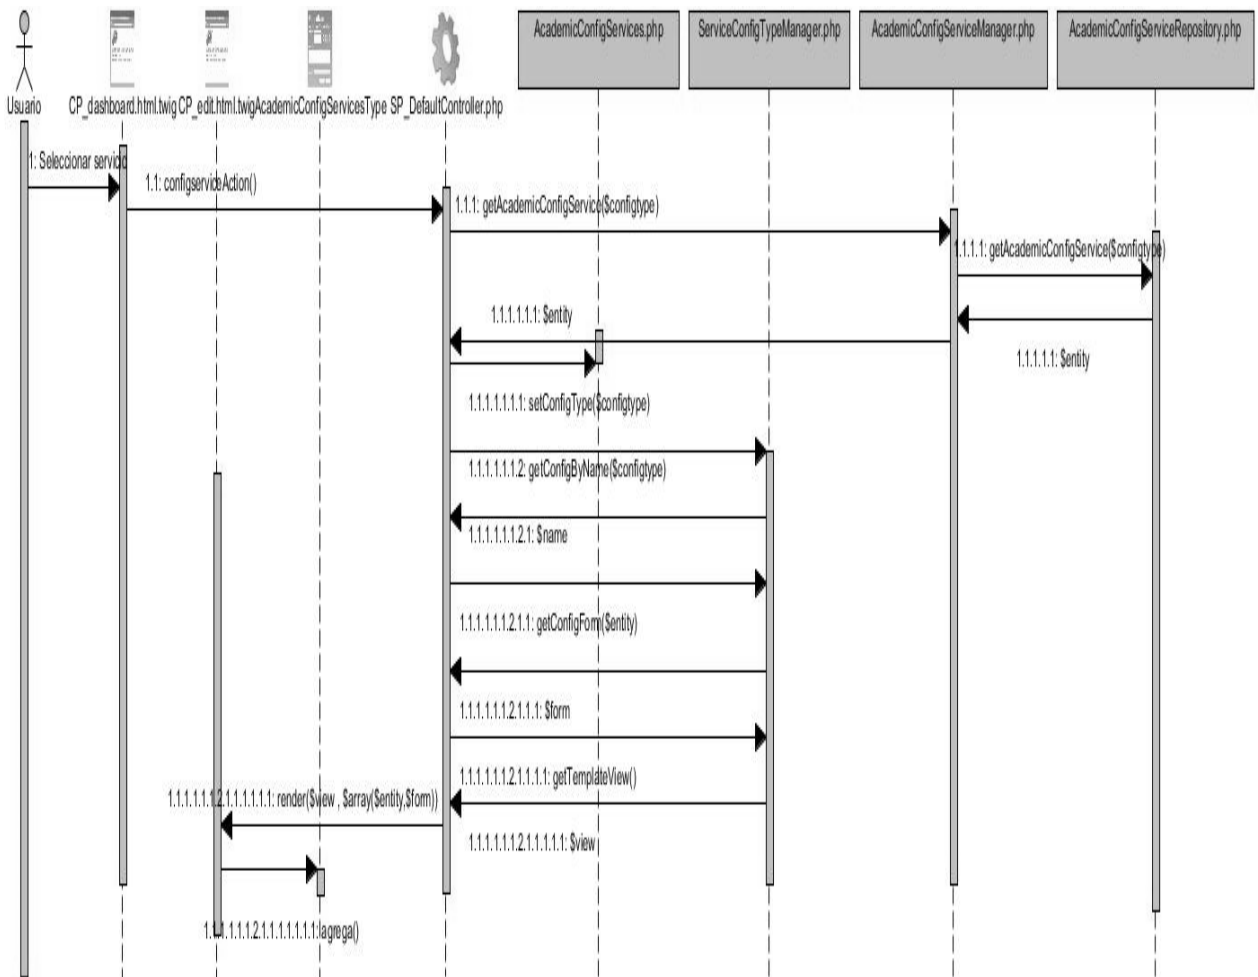 AcademicConfigServices.php
ServiceConfigTypeManager.php
AcademicConfigServiceManager.php
AcademicConfigServiceRepository.php
Usuario
CP_dashboard.html.twig
CP_edit.html.twig
AcademicConfigServicesType
SP_DefaultController.php
1: Seleccionar servicio
1.1: configserviceAction()
1.1.1: getAcademicConfigService($configtype)
1.1.1.1: getAcademicConfigService($configtype)
1.1.1.1.1.1: $entity
1.1.1.1.1: $entity
1.1.1.1.1.1.1: setConfigType($configtype)
1.1.1.1.1.1.2: getConfigByName($configtype)
1.1.1.1.1.1.2.1: $name
1.1.1.1.1.1.2.1.1: getConfigForm($entity)
1.1.1.1.1.1.2.1.1.1: $form
1.1.1.1.1.1.2.1.1.1.1: getTemplateView()
1.1.1.1.1.1.2.1.1.1.1.1.1: render($view , $array($entity,$form))
1.1.1.1.1.1.2.1.1.1.1.1: $view
1.1.1.1.1.1.2.1.1.1.1.1.1.1: agrega()